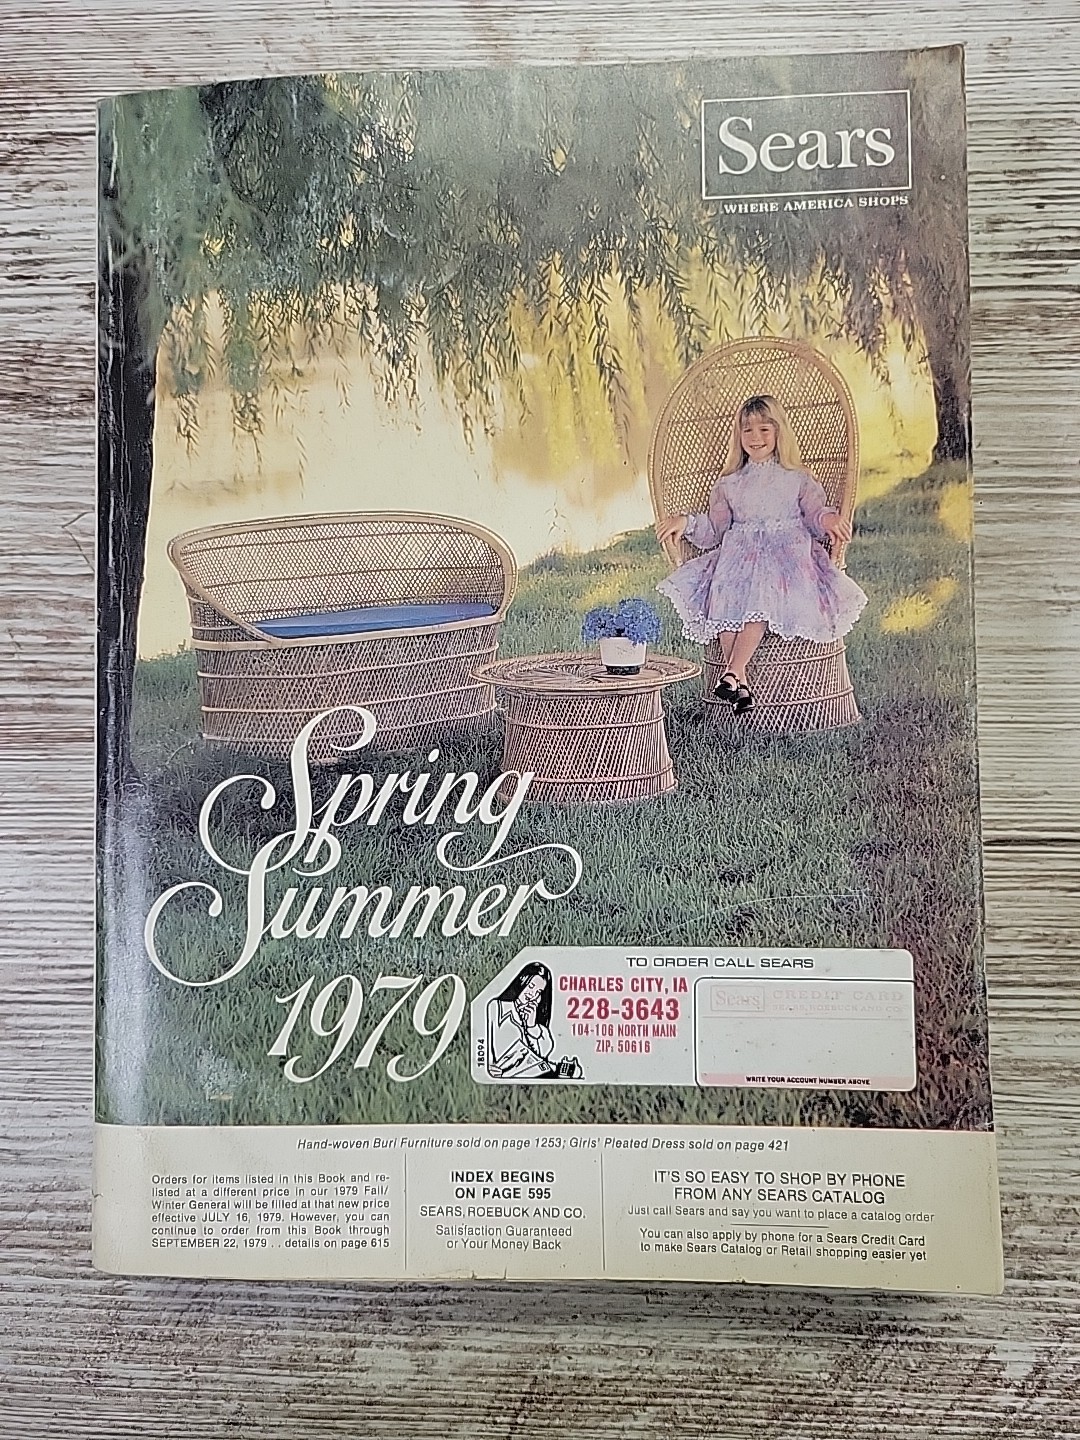 Sears
WHERE AMERICA SHOPS
Spring
Summer
1979
TO ORDER CALL SEARS
CHARLES CITY, IA
228-3643
104-106 NORTH MAIN
ZIP: 50616
18094
Sears CREDIT CARD
SEARS, ROEBUCK AND CO.
WRITE YOUR ACCOUNT NUMBER ABOVE
Hand-woven Buri Furniture sold on page 1253; Girls' Pleated Dress sold on page 421
Orders for items listed in this Book and re-
listed at a different price in our 1979 Fall/
Winter General will be filled at that new price
effective JULY 16, 1979. However, you can
continue to order from this Book through
SEPTEMBER 22, 1979 . . details on page 615
INDEX BEGINS
ON PAGE 595
SEARS, ROEBUCK AND CO.
Satisfaction Guaranteed
or Your Money Back
IT'S SO EASY TO SHOP BY PHONE
FROM ANY SEARS CATALOG
Just call Sears and say you want to place a catalog order
You can also apply by phone for a Sears Credit Card
to make Sears Catalog or Retail shopping easier yet